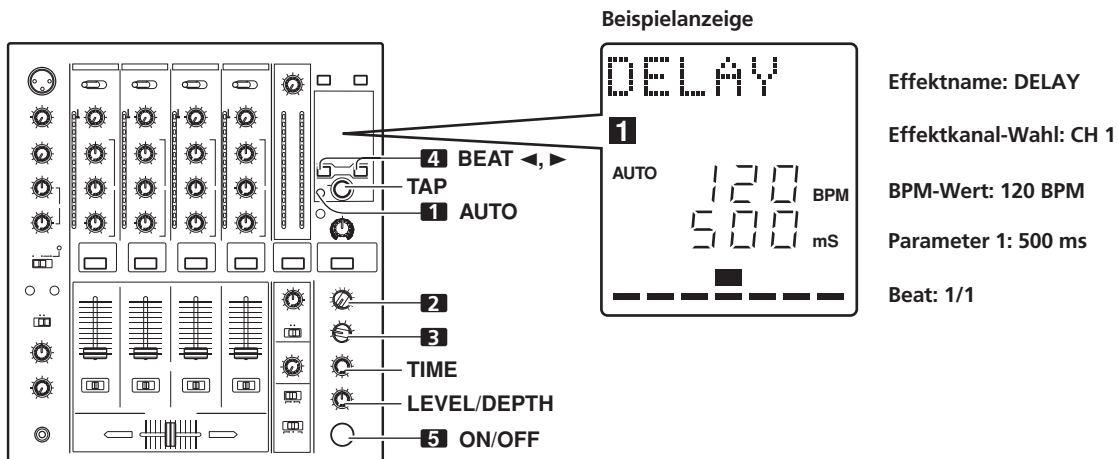 Beispielanzeige
DELAY
1
AUTO
120 BPM
500 mS
Effektname: DELAY
Effektkanal-Wahl: CH 1
BPM-Wert: 120 BPM
Parameter 1: 500 ms
Beat: 1/1
4 BEAT ◄, ►
TAP
1 AUTO
2
3
TIME
LEVEL/DEPTH
5 ON/OFF